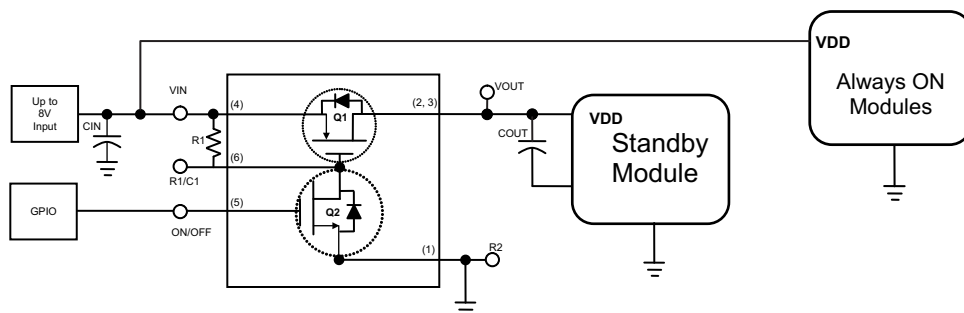 VDD
Always ON
Modules
Up to
8V
Input
CIN
VIN
(4)
Q1
(2, 3)
VOUT
COUT
VDD
Standby
Module
R1
(6)
R1/C1
GPIO
ON/OFF
(5)
Q2
(1)
R2